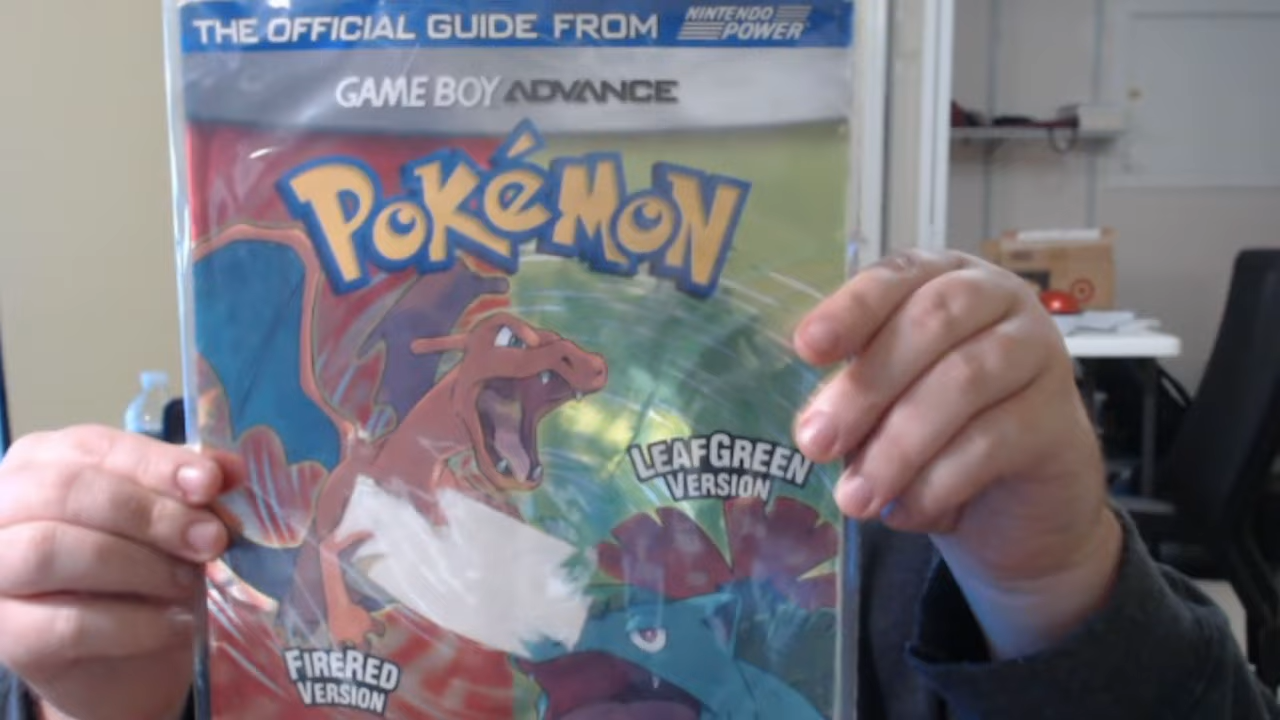 THE OFFICIAL GUIDE FROM NINTENDO POWER
GAME BOY ADVANCE
POKéMON
LEAFGREEN
VERSION
FIRERED
VERSION